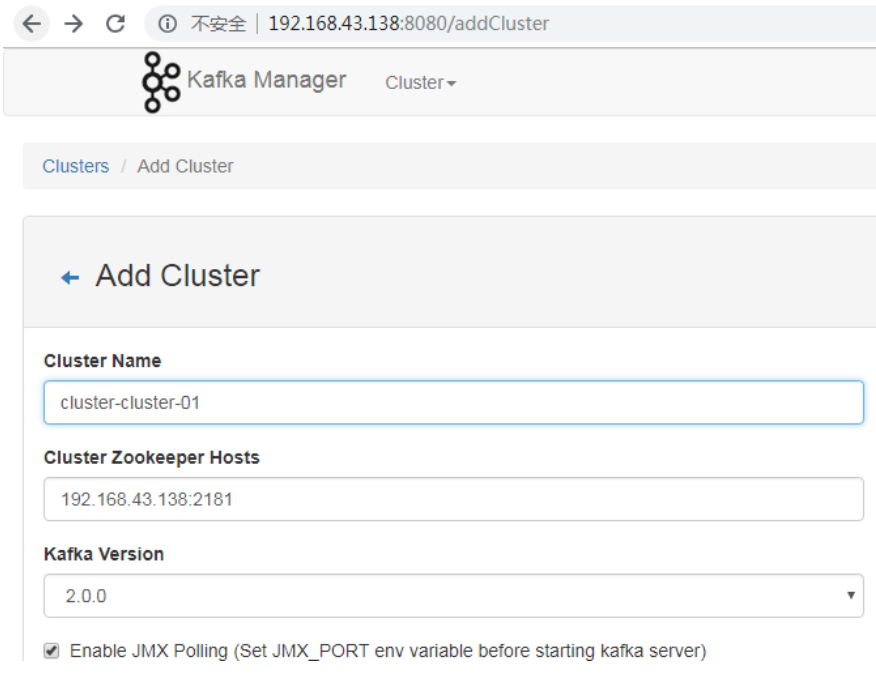 不安全 | 192.168.43.138:8080/addCluster
Kafka Manager Cluster
Clusters / Add Cluster
Add Cluster
Cluster Name
cluster-cluster-01
Cluster Zookeeper Hosts
192.168.43.138:2181
Kafka Version
2.0.0
Enable JMX Polling (Set JMX_PORT env variable before starting kafka server)